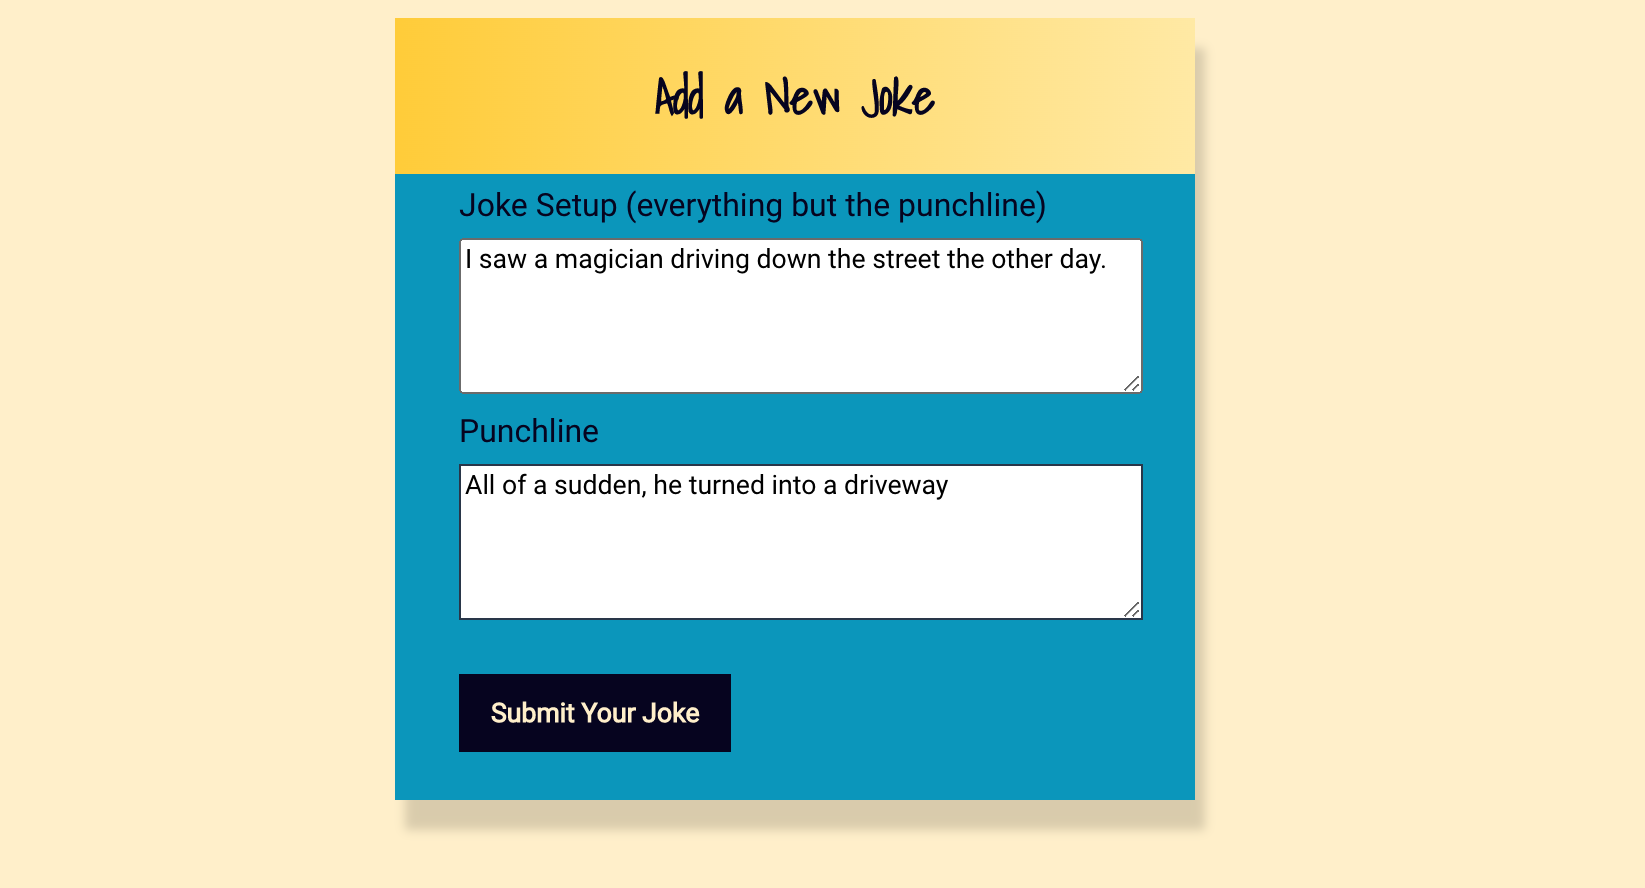 Add a New Joke
Joke Setup (everything but the punchline)
I saw a magician driving down the street the other day.
Punchline
All of a sudden, he turned into a driveway
Submit Your Joke